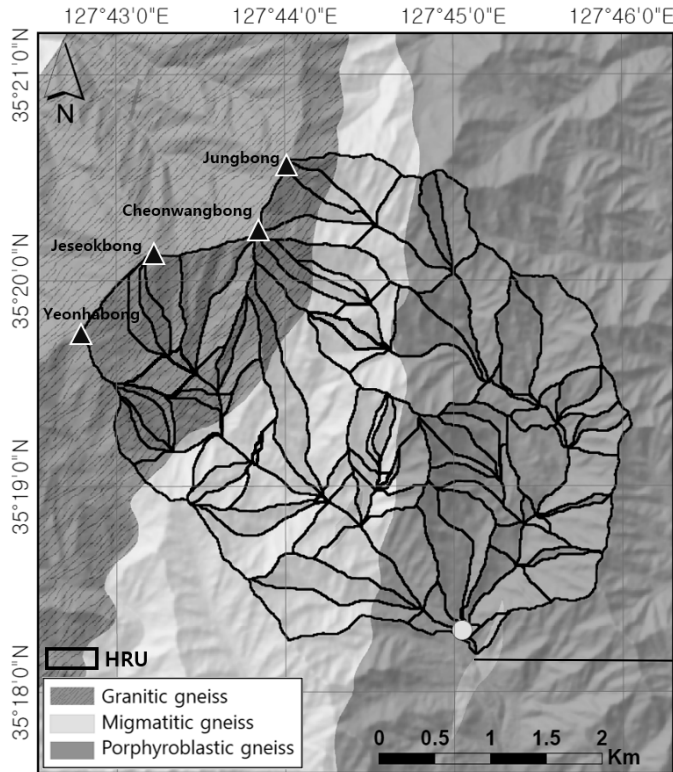 127°43'0"E 127°44'0"E 127°45'0"E 127°46'0"E
35°21'0"N
N
Jungbong
Cheonwangbong
Jeseokbong
35°20'0"N
Yeonhabong
35°19'0"N
HRU
35°18'0"N
Granitic gneiss
Migmatitic gneiss
Porphyroblastic gneiss
0 0.5 1 1.5 2
Km